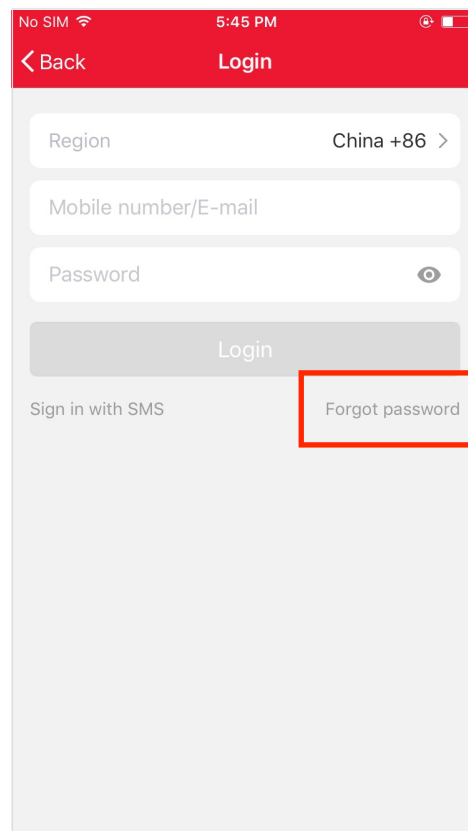 No SIM 5:45 PM
Back Login
Region China +86
Mobile number/E-mail
Password
Login
Sign in with SMS Forgot password